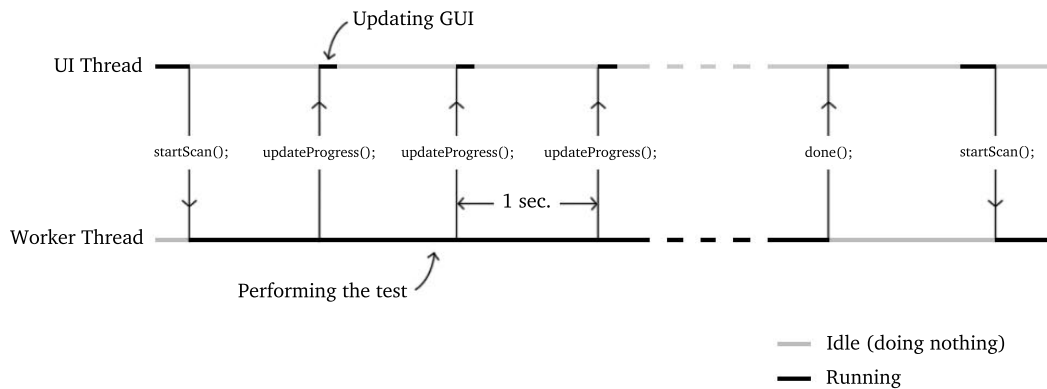 Updating GUI
UI Thread
startScan();
updateProgress();
updateProgress();
updateProgress();
done();
startScan();
1 sec.
Worker Thread
Performing the test
Idle (doing nothing)
Running